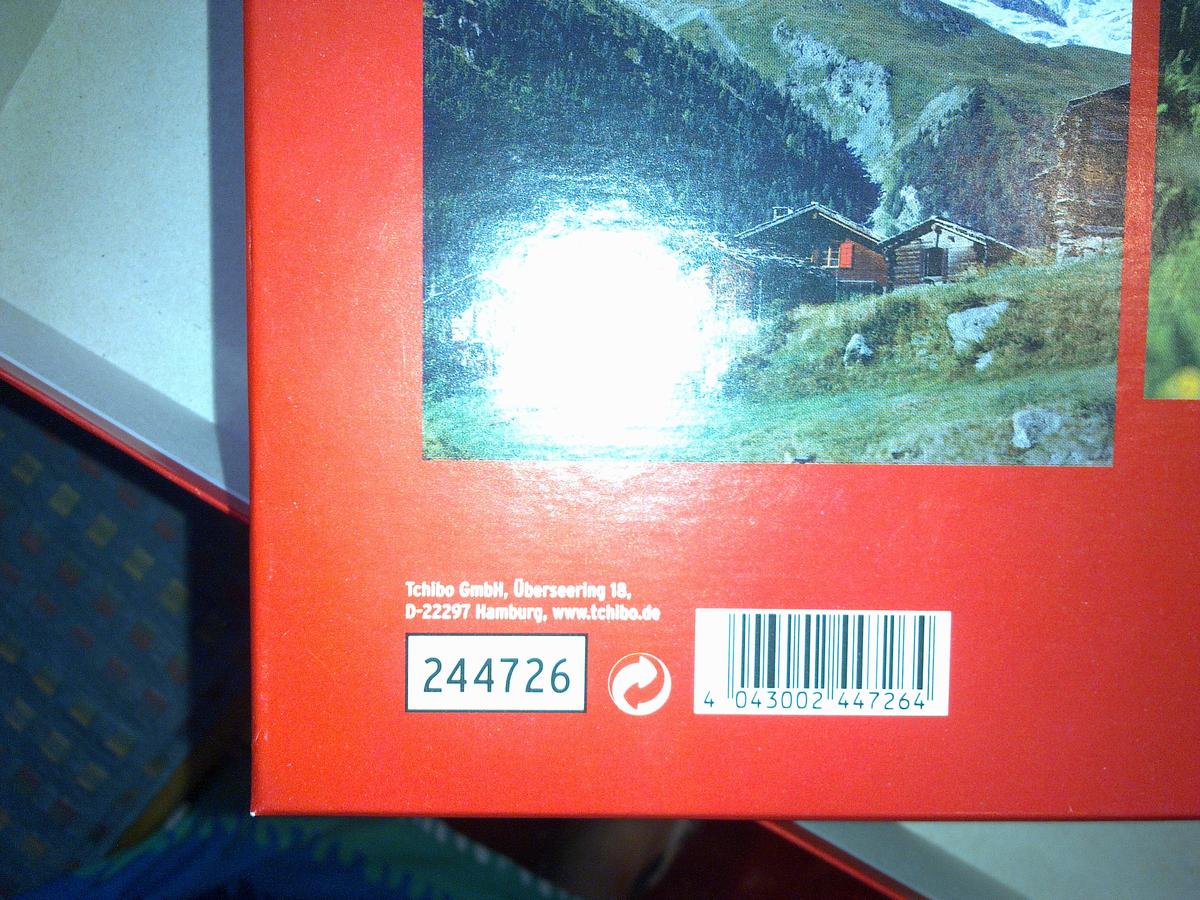 Tchibo GmbH, Überseering 18,
D-22297 Hamburg, www.tchibo.de
244726
4 043002 447264